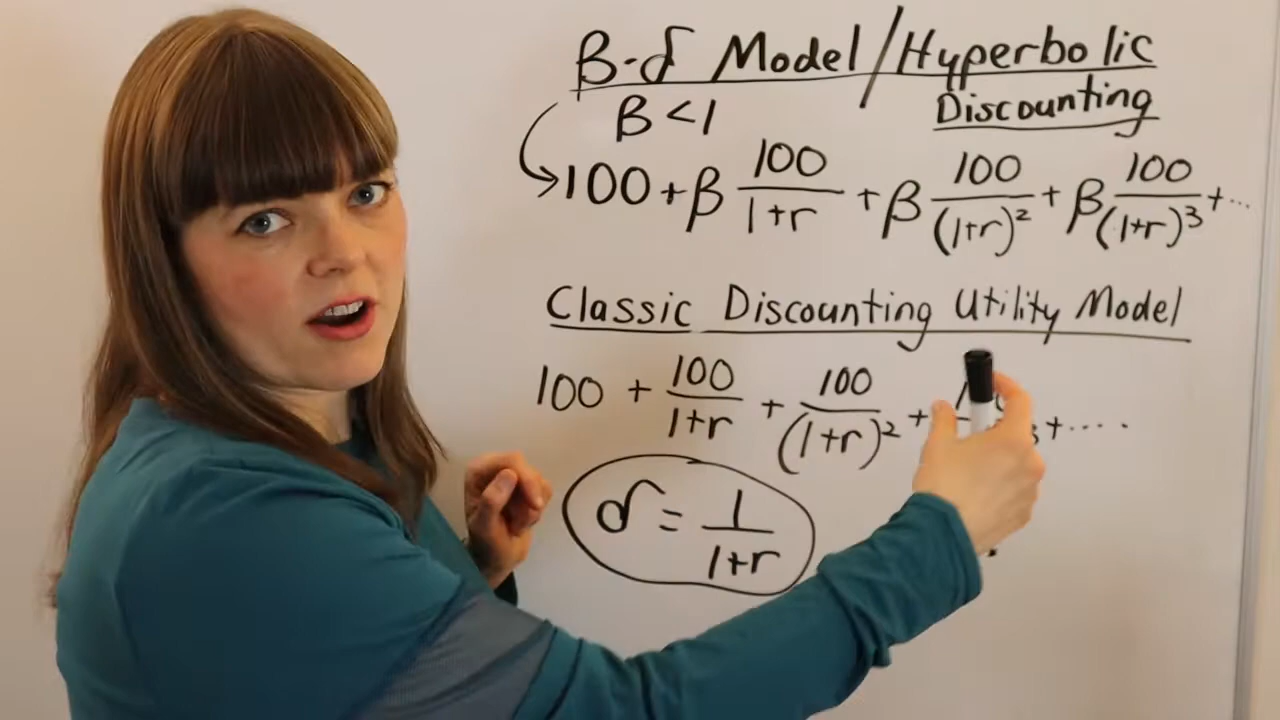 β-δ Model/Hyperbolic
Discounting
β<1
100+β 100/(1+r) +β 100/(1+r)² + β 100/(1+r)³ +...
Classic Discounting Utility Model
100 + 100/(1+r) + 100/(1+r)² + +....
δ = 1/(1+r)